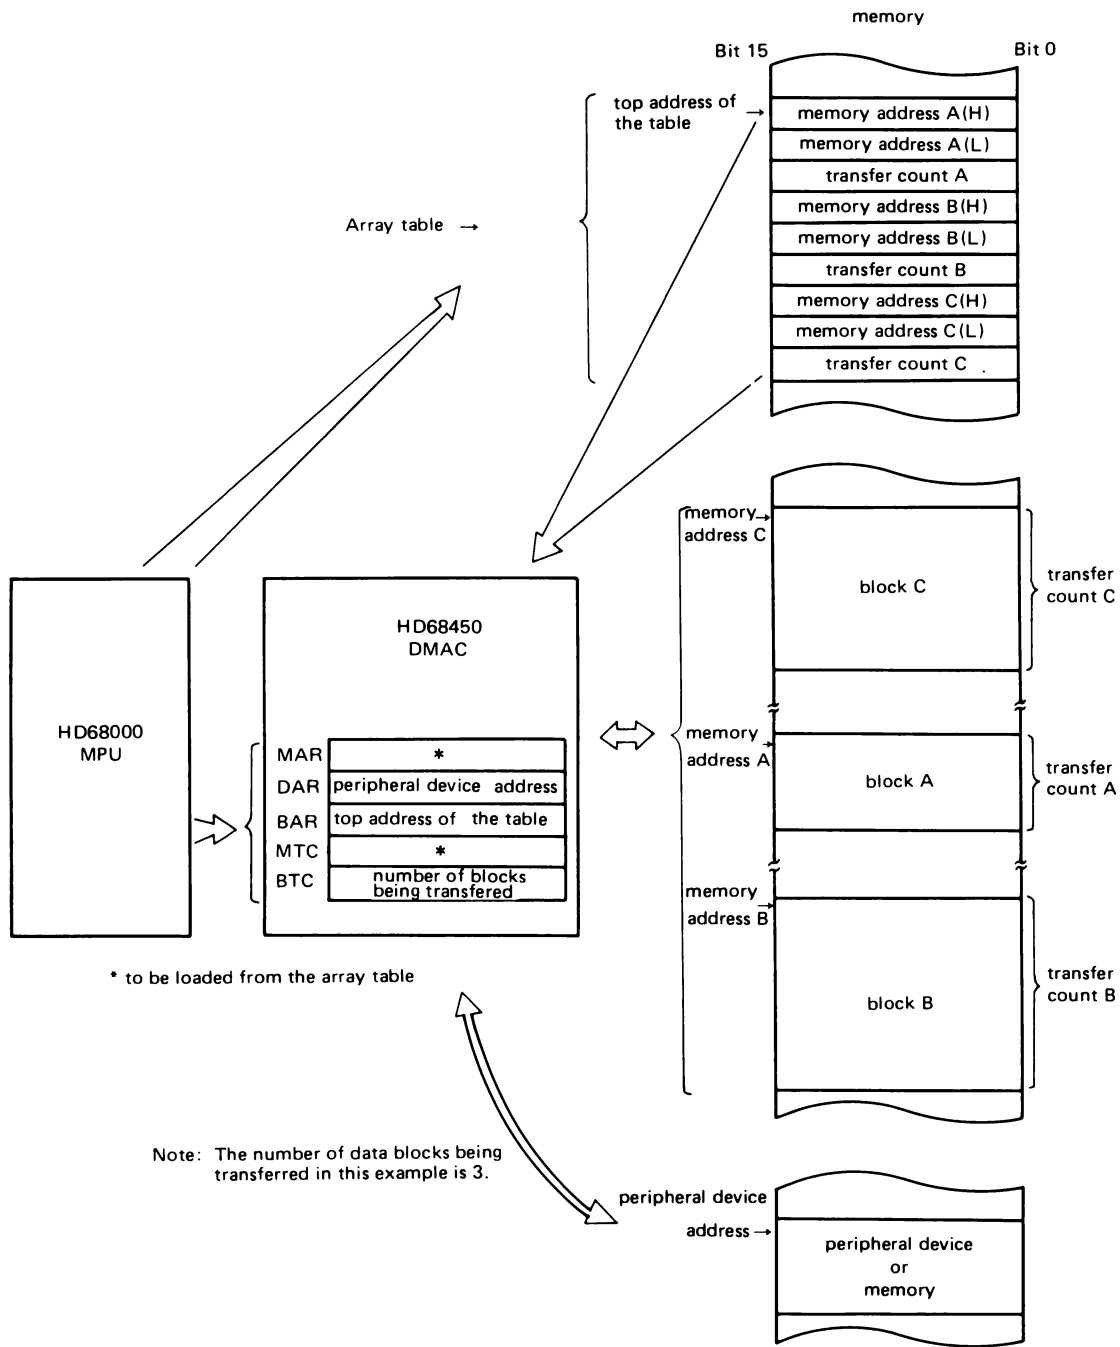 memory
Bit 15
Bit 0
top address of
the table →
memory address A(H)
memory address A(L)
transfer count A
memory address B(H)
memory address B(L)
transfer count B
memory address C(H)
memory address C(L)
transfer count C
Array table →
memory
address C
block C
transfer
count C
HD68000
MPU
HD68450
DMAC
MAR
*
DAR
peripheral device address
BAR
top address of the table
MTC
*
BTC
number of blocks
being transfered
memory
address A
block A
transfer
count A
memory
address B
block B
transfer
count B
* to be loaded from the array table
Note: The number of data blocks being
transferred in this example is 3.
peripheral device
address →
peripheral device
or
memory